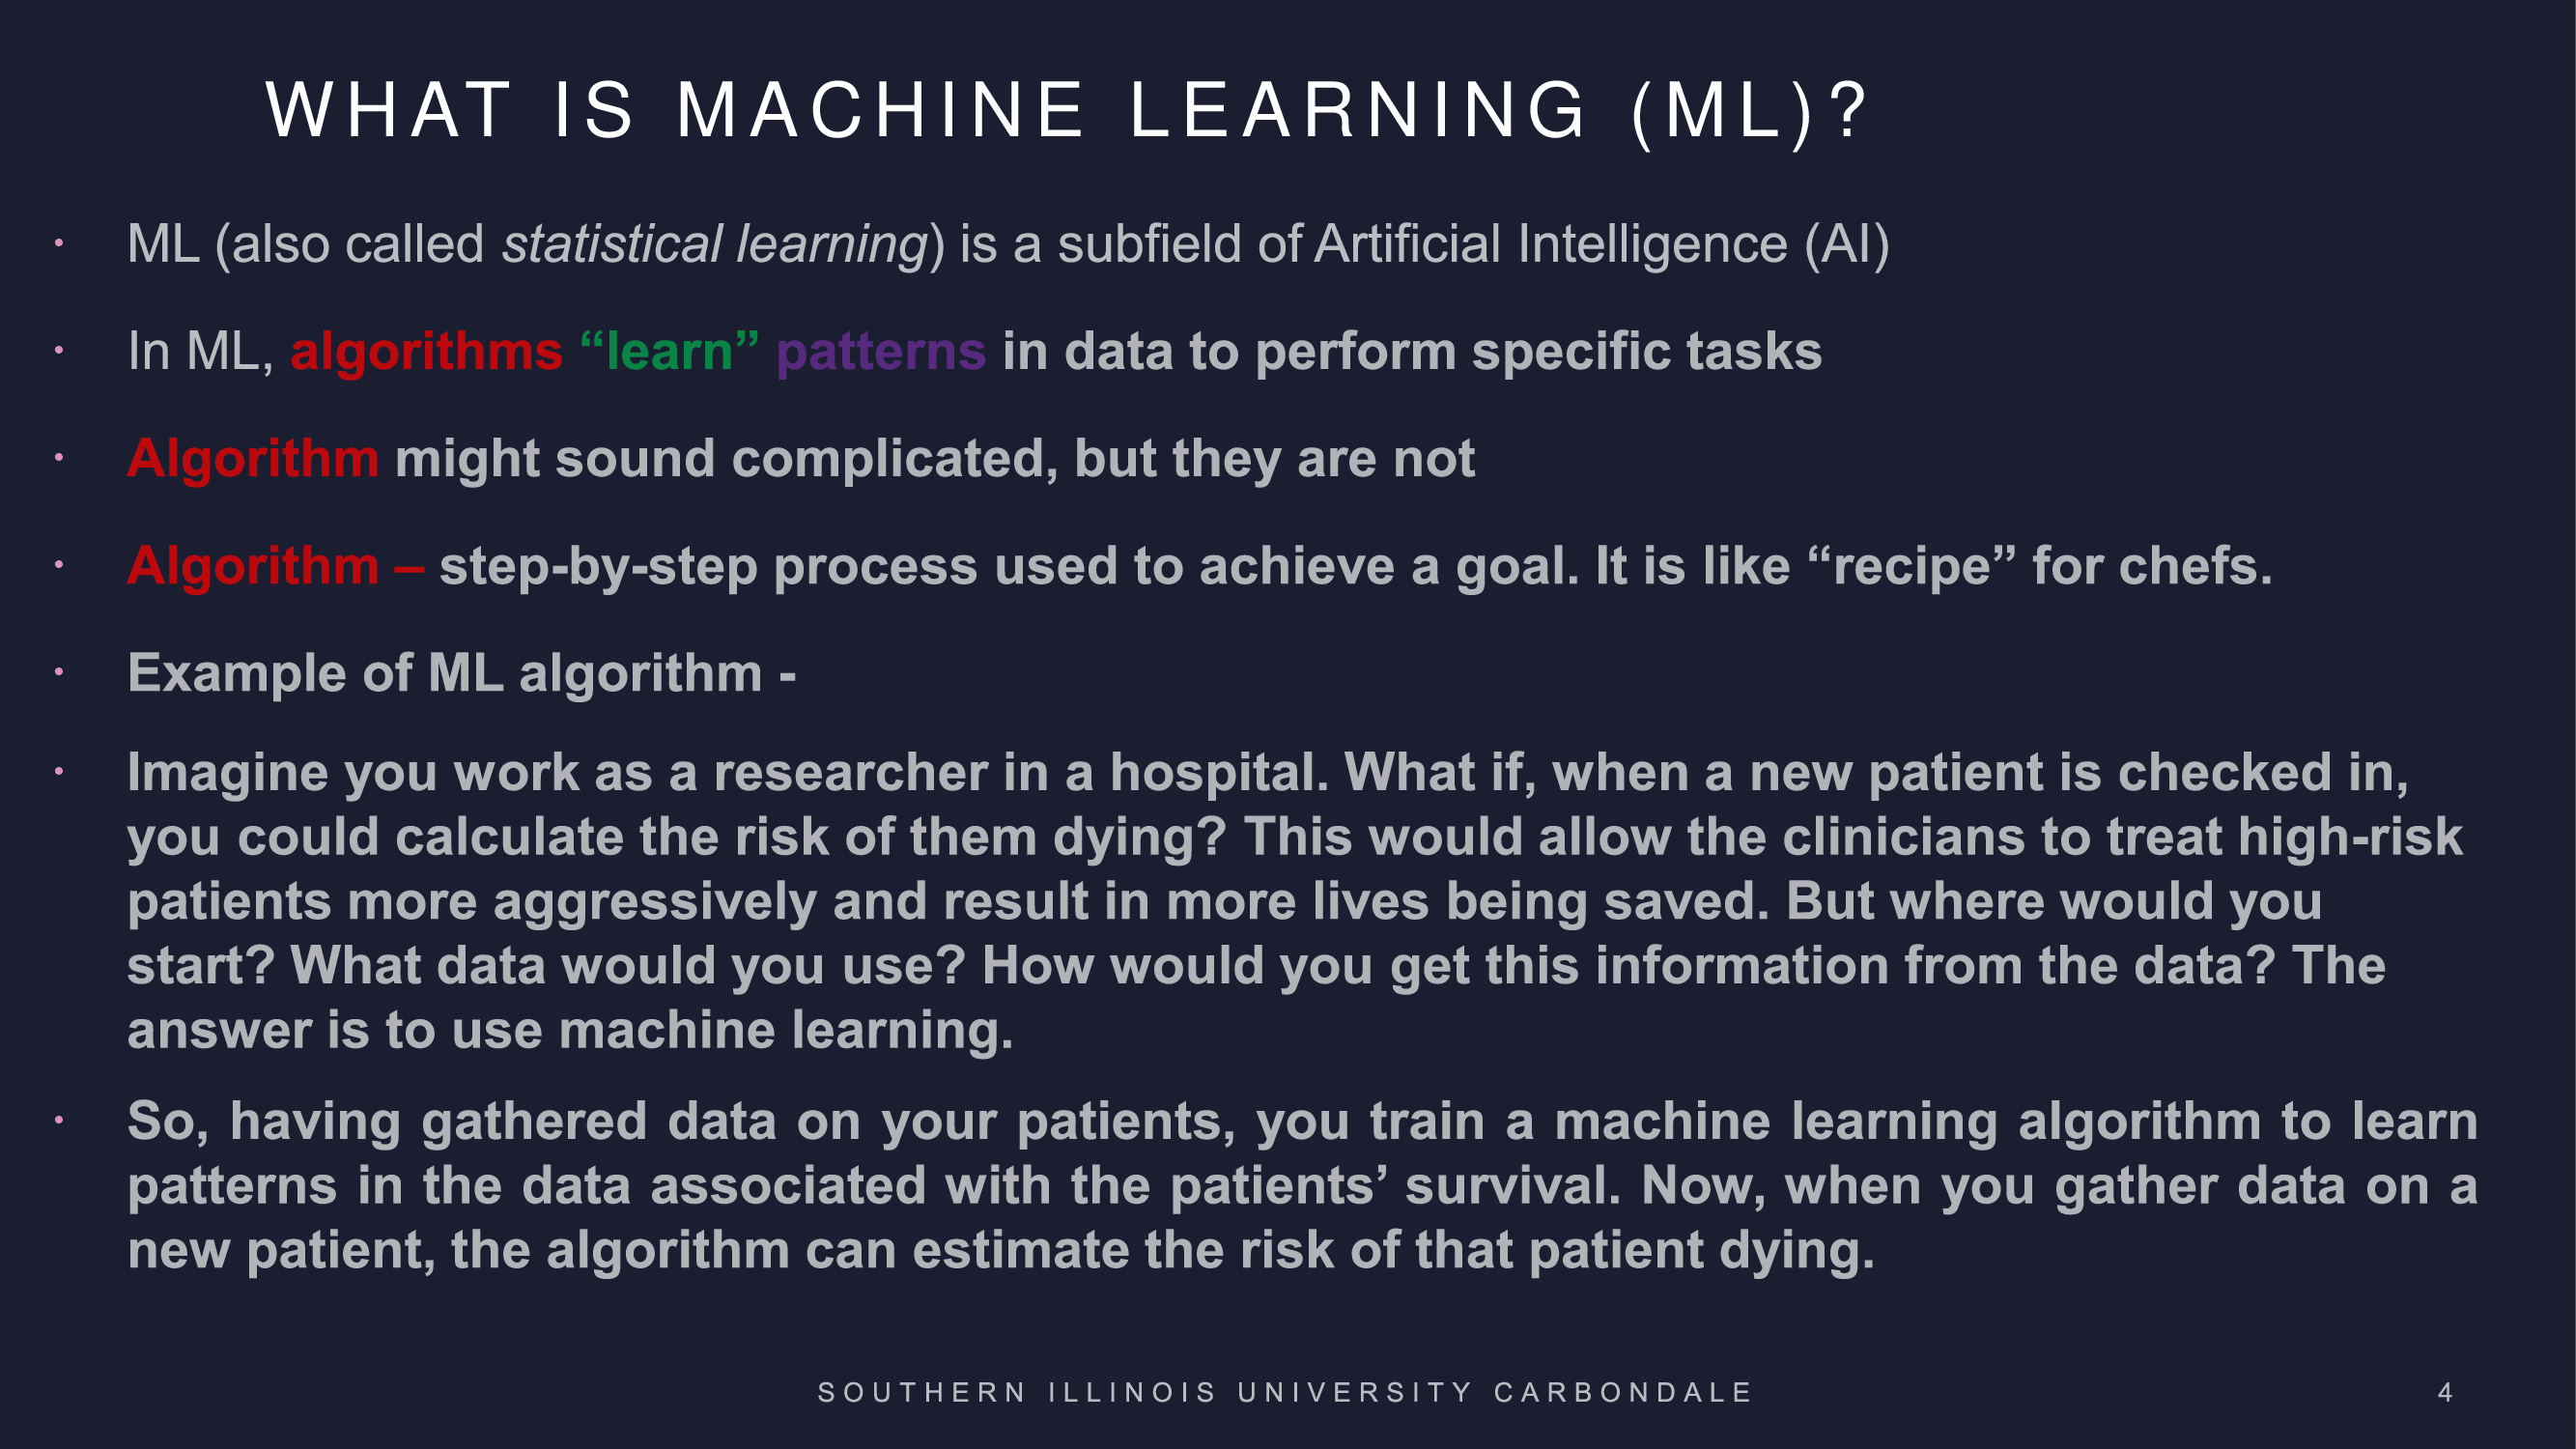 WHAT IS MACHINE LEARNING (ML)?
• ML (also called statistical learning) is a subfield of Artificial Intelligence (AI)
• In ML, algorithms “learn” patterns in data to perform specific tasks
• Algorithm might sound complicated, but they are not
• Algorithm – step-by-step process used to achieve a goal. It is like “recipe” for chefs.
• Example of ML algorithm -
• Imagine you work as a researcher in a hospital. What if, when a new patient is checked in,
you could calculate the risk of them dying? This would allow the clinicians to treat high-risk
patients more aggressively and result in more lives being saved. But where would you
start? What data would you use? How would you get this information from the data? The
answer is to use machine learning.
• So, having gathered data on your patients, you train a machine learning algorithm to learn
patterns in the data associated with the patients’ survival. Now, when you gather data on a
new patient, the algorithm can estimate the risk of that patient dying.
SOUTHERN ILLINOIS UNIVERSITY CARBONDALE
4